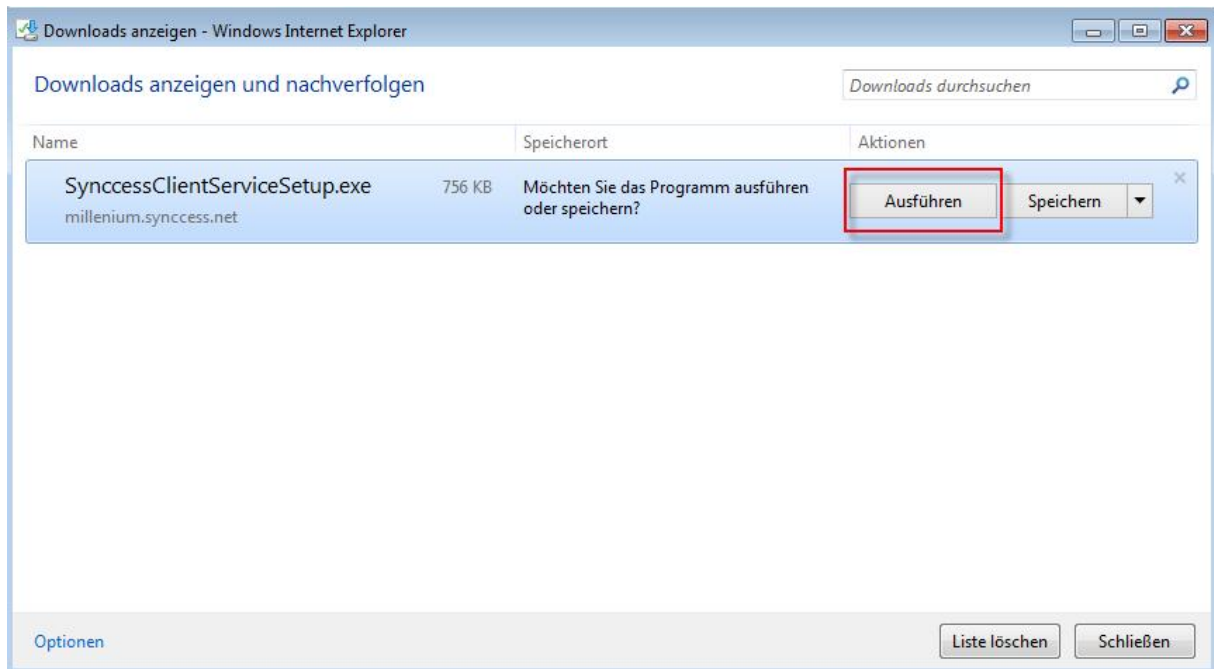 Downloads anzeigen - Windows Internet Explorer
Downloads anzeigen und nachverfolgen
Downloads durchsuchen
Name Speicherort Aktionen
SynccessClientServiceSetup.exe 756 KB
millenium.synccess.net
Möchten Sie das Programm ausführen
oder speichern?
Ausführen Speichern
Optionen Liste löschen Schließen